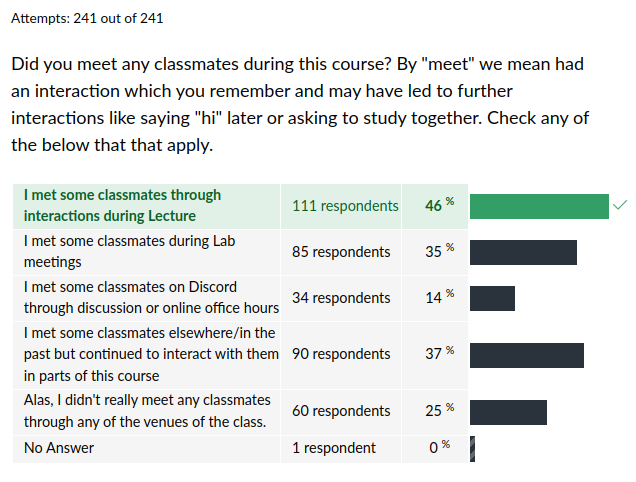 Attempts: 241 out of 241
Did you meet any classmates during this course? By "meet" we mean had
an interaction which you remember and may have led to further
interactions like saying "hi" later or asking to study together. Check any of
the below that that apply.
I met some classmates through
interactions during Lecture
111 respondents
46 %
I met some classmates during Lab
meetings
85 respondents
35 %
I met some classmates on Discord
through discussion or online office hours
34 respondents
14 %
I met some classmates elsewhere/in the
past but continued to interact with them
in parts of this course
90 respondents
37 %
Alas, I didn't really meet any classmates
through any of the venues of the class.
60 respondents
25 %
No Answer
1 respondent
0 %